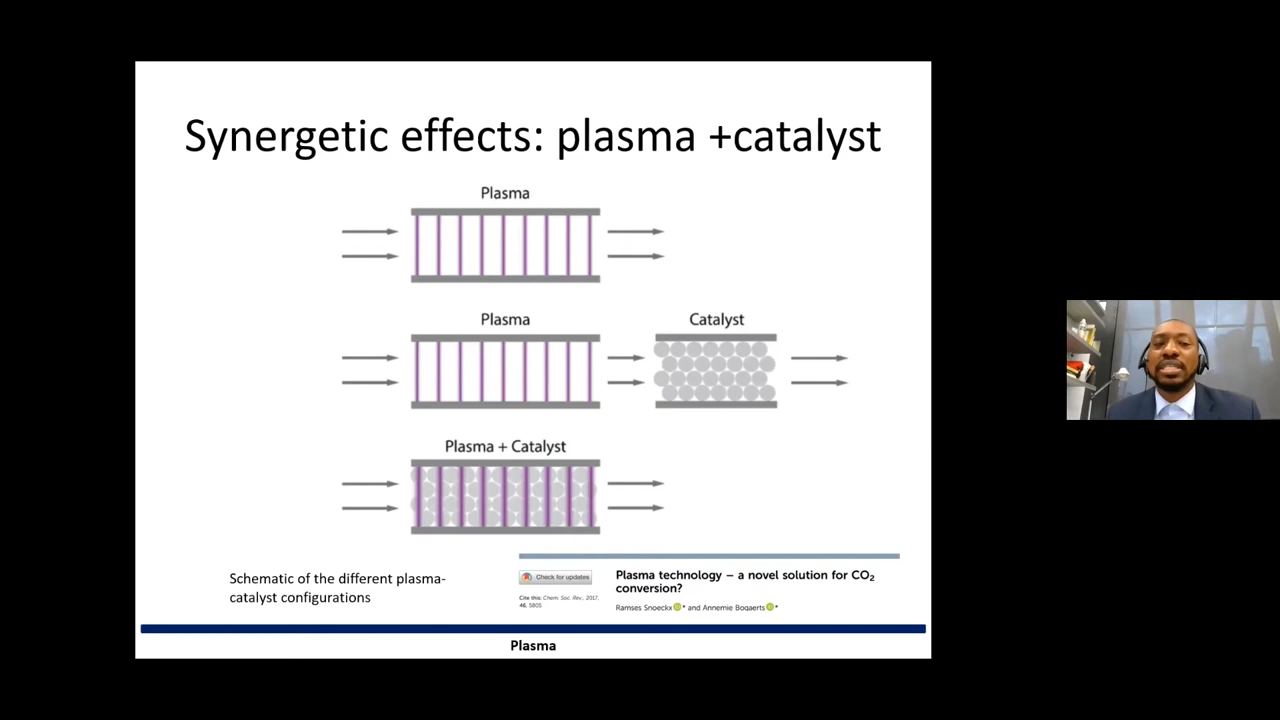 Synergetic effects: plasma +catalyst
Plasma
Plasma
Catalyst
Plasma + Catalyst
Schematic of the different plasma-
catalyst configurations
Check for updates
Cite this: Chem. Soc. Rev., 2017,
46, 5805
Plasma technology – a novel solution for CO₂
conversion?
Ramses Snoeckx * and Annemie Bogaerts *
Plasma